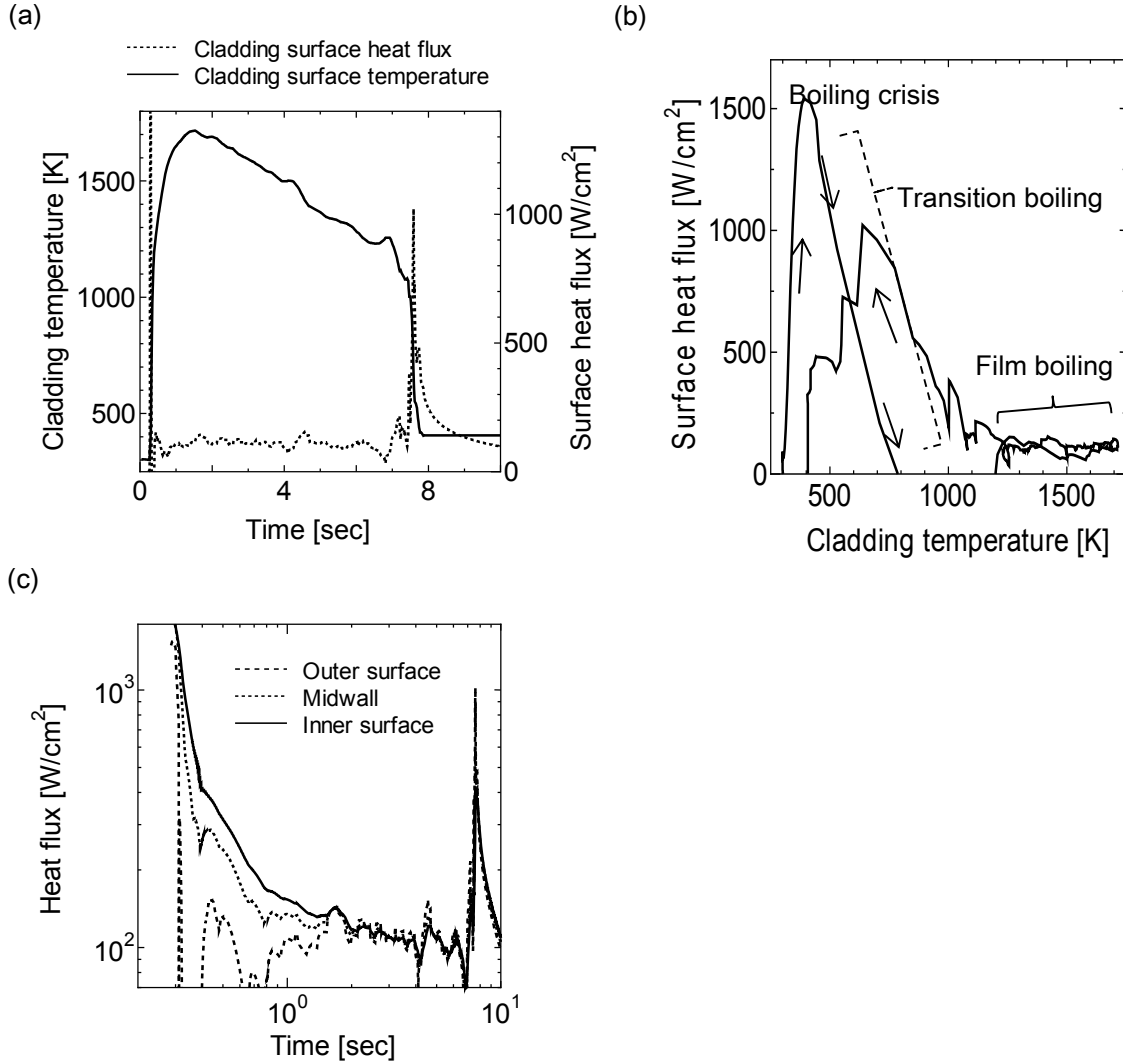 (a)
Cladding surface heat flux
Cladding surface temperature
Cladding temperature [K]
1500
1000
500
Surface heat flux [W/cm²]
1000
500
0
0
4
8
Time [sec]
(b)
Surface heat flux [W/cm²]
1500
1000
500
0
Boiling crisis
Transition boiling
Film boiling
500
1000
1500
Cladding temperature [K]
(c)
Heat flux [W/cm²]
10³
10²
Outer surface
Midwall
Inner surface
10⁰
10¹
Time [sec]